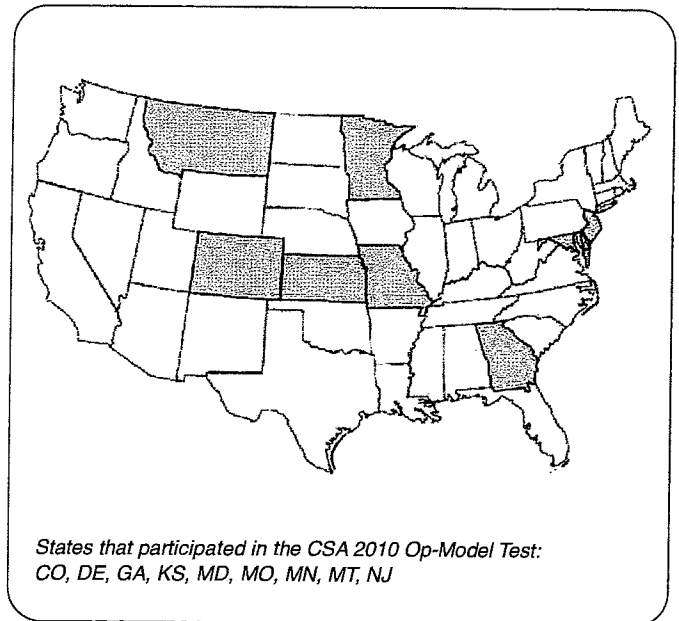 States that participated in the CSA 2010 Op-Model Test:
CO, DE, GA, KS, MD, MO, MN, MT, NJ